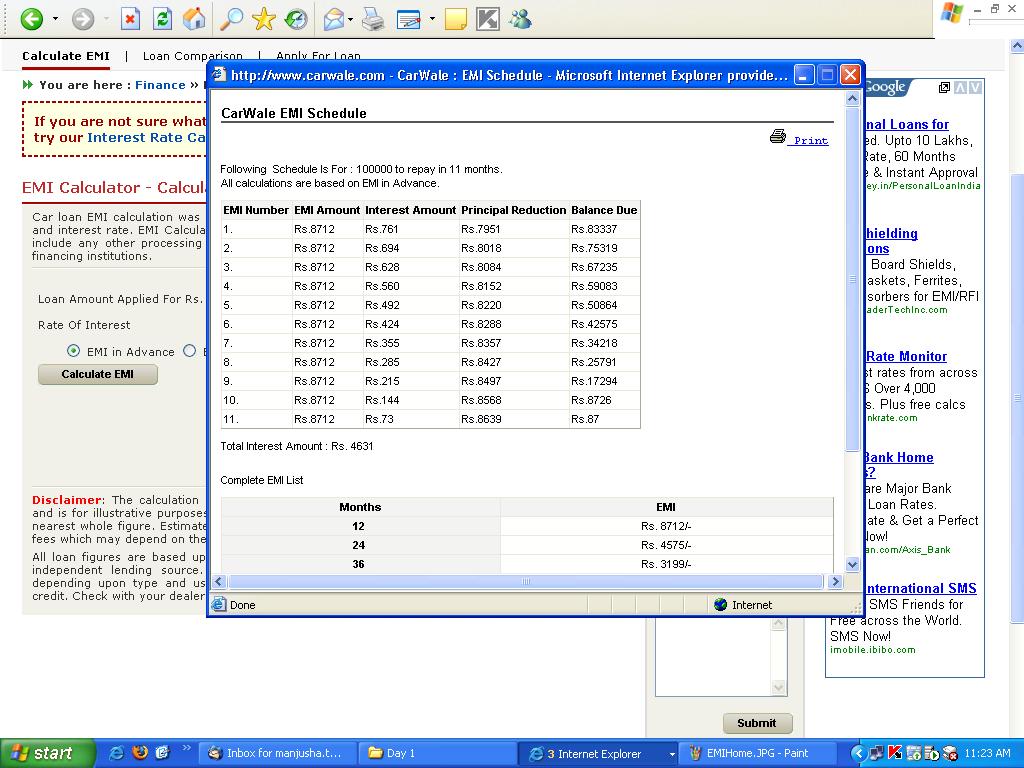 Calculate EMI | Loan Comparison | Apply For Loan
You are here : Finance »
If you are not sure what
try our Interest Rate Ca
EMI Calculator - Calcul
Car loan EMI calculation was
and interest rate. EMI Calcula
include any other processing
financing institutions.
Loan Amount Applied For Rs.
Rate Of Interest
EMI in Advance
Calculate EMI
Disclaimer: The calculation
and is for illustrative purposes
nearest whole figure. Estimate
fees which may depend on the
All loan figures are based up
independent lending source.
depending upon type and us
credit. Check with your dealer
http://www.carwale.com - CarWale : EMI Schedule - Microsoft Internet Explorer provide...
CarWale EMI Schedule
Print
Following Schedule Is For : 100000 to repay in 11 months.
All calculations are based on EMI in Advance.
EMI Number EMI Amount Interest Amount Principal Reduction Balance Due
1. Rs.8712 Rs.761 Rs.7951 Rs.83337
2. Rs.8712 Rs.694 Rs.8018 Rs.75319
3. Rs.8712 Rs.628 Rs.8084 Rs.67235
4. Rs.8712 Rs.560 Rs.8152 Rs.59083
5. Rs.8712 Rs.492 Rs.8220 Rs.50864
6. Rs.8712 Rs.424 Rs.8288 Rs.42575
7. Rs.8712 Rs.355 Rs.8357 Rs.34218
8. Rs.8712 Rs.285 Rs.8427 Rs.25791
9. Rs.8712 Rs.215 Rs.8497 Rs.17294
10. Rs.8712 Rs.144 Rs.8568 Rs.8726
11. Rs.8712 Rs.73 Rs.8639 Rs.87
Total Interest Amount : Rs. 4631
Complete EMI List
Months EMI
12 Rs. 8712/-
24 Rs. 4575/-
36 Rs. 3199/-
Done Internet
Google
nal Loans for
ed. Upto 10 Lakhs,
Rate, 60 Months
e & Instant Approval
ey.in/PersonalLoanIndia
hielding
ons
Board Shields,
askets, Ferrites,
sorbers for EMI/RFI
aderTechInc.com
Rate Monitor
st rates from across
S Over 4,000
s. Plus free calcs
nkrate.com
Bank Home
s?
are Major Bank
Loan Rates.
ate & Get a Perfect
Now!
an.com/Axis_Bank
nternational SMS
SMS Friends for
Free across the World.
SMS Now!
imobile.ibibo.com
Submit
start
Inbox for manjusha.t...
Day 1
3 Internet Explorer
EMIHome.JPG - Paint
11:23 AM